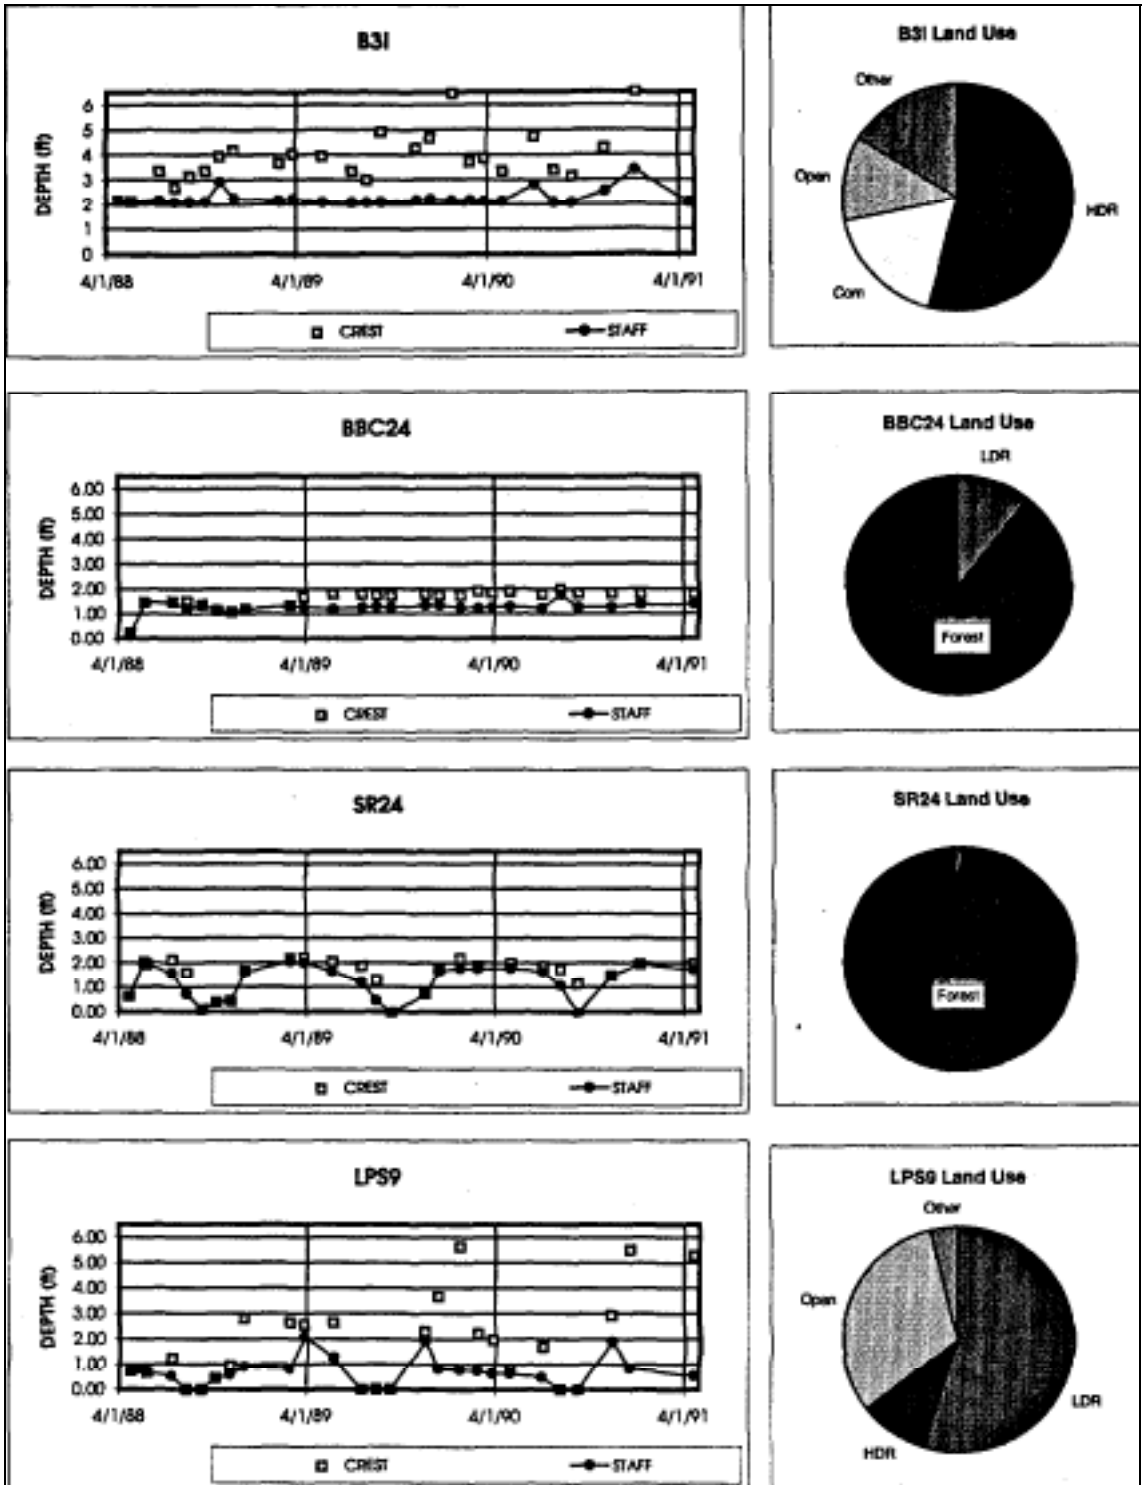 B3I
DEPTH (ft)
6
5
4
3
2
1
0
4/1/88
4/1/89
4/1/90
4/1/91
CREST
STAFF
B3I Land Use
Other
Open
Com
HDR
BBC24
DEPTH (ft)
6.00
5.00
4.00
3.00
2.00
1.00
0.00
4/1/88
4/1/89
4/1/90
4/1/91
CREST
STAFF
BBC24 Land Use
LDR
Forest
SR24
DEPTH (ft)
6.00
5.00
4.00
3.00
2.00
1.00
0.00
4/1/88
4/1/89
4/1/90
4/1/91
CREST
STAFF
SR24 Land Use
Forest
LPS9
DEPTH (ft)
6.00
5.00
4.00
3.00
2.00
1.00
0.00
4/1/88
4/1/89
4/1/90
4/1/91
CREST
STAFF
LPS9 Land Use
Other
Open
HDR
LDR